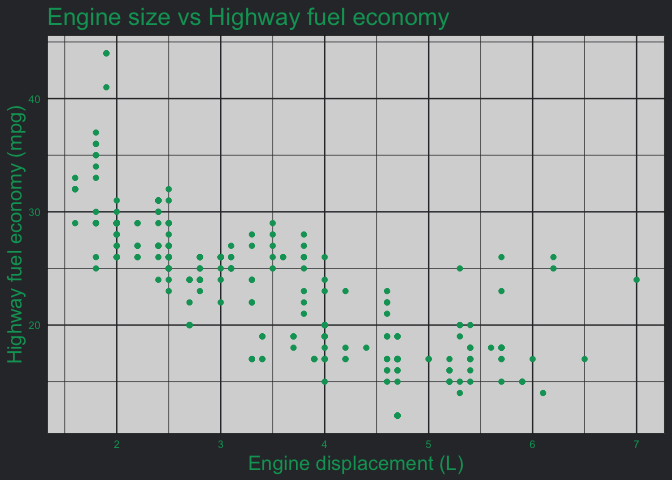 Engine size vs Highway fuel economy
Highway fuel economy (mpg)
40
30
20
2 3 4 5 6 7
Engine displacement (L)